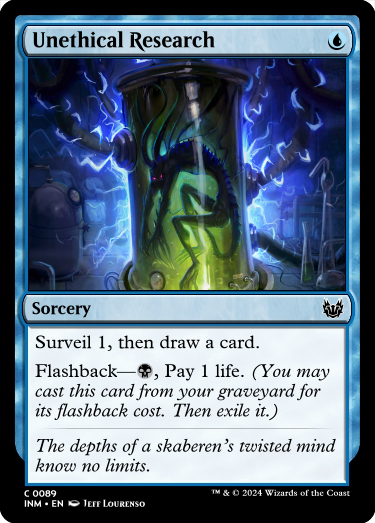 Unethical Research
Sorcery
Surveil 1, then draw a card.
Flashback—, Pay 1 life. (You may
cast this card from your graveyard for
its flashback cost. Then exile it.)
The depths of a skaberen's twisted mind
know no limits.
C 0089
INM • EN Jeff Lourenso
™ & © 2024 Wizards of the Coast